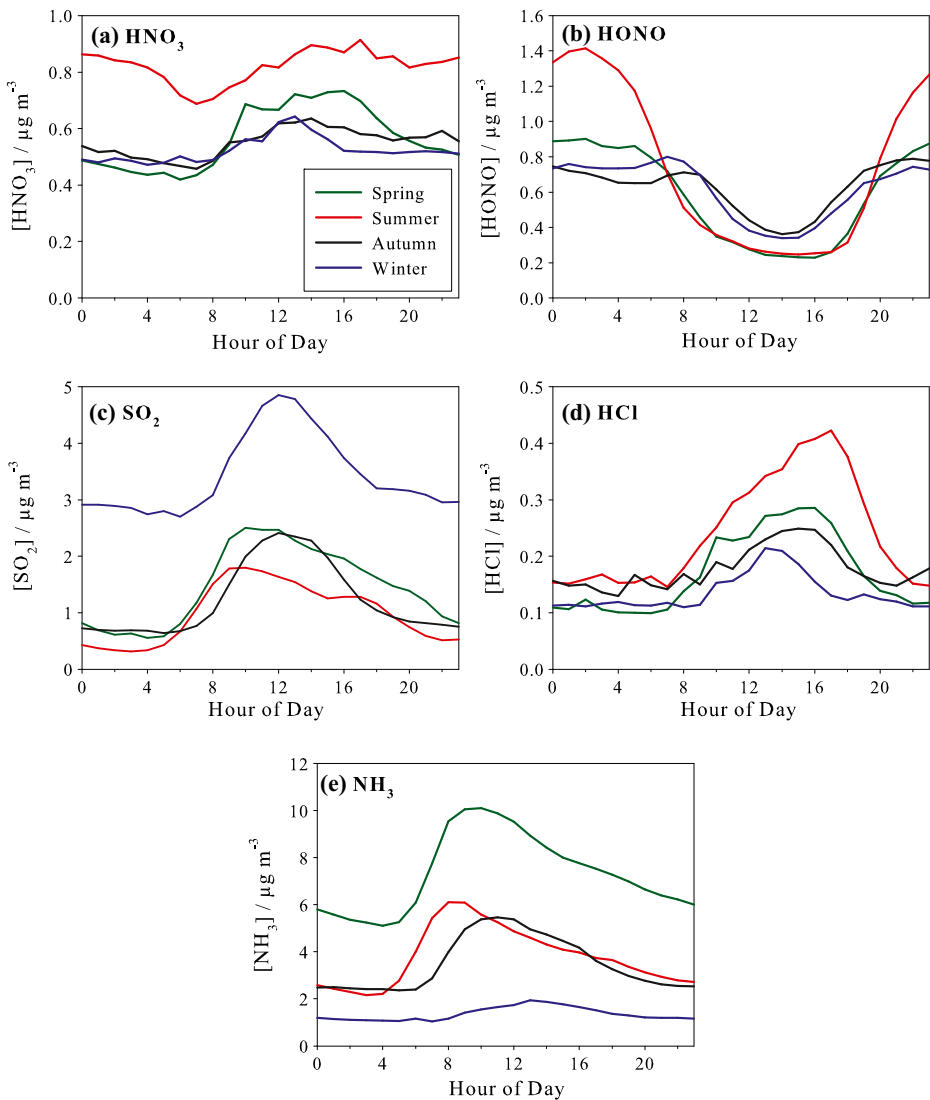 (a) HNO3
[HNO3] / µg m-3
1.0
0.8
0.6
0.4
0.2
0.0
Spring
Summer
Autumn
Winter
0 4 8 12 16 20
Hour of Day
(b) HONO
[HONO] / µg m-3
1.6
1.4
1.2
1.0
0.8
0.6
0.4
0.2
0.0
0 4 8 12 16 20
Hour of Day
(c) SO2
[SO2] / µg m-3
5
4
3
2
1
0
0 4 8 12 16 20
Hour of Day
(d) HCl
[HCl] / µg m-3
0.5
0.4
0.3
0.2
0.1
0.0
0 4 8 12 16 20
Hour of Day
(e) NH3
[NH3] / µg m-3
12
10
8
6
4
2
0
0 4 8 12 16 20
Hour of Day